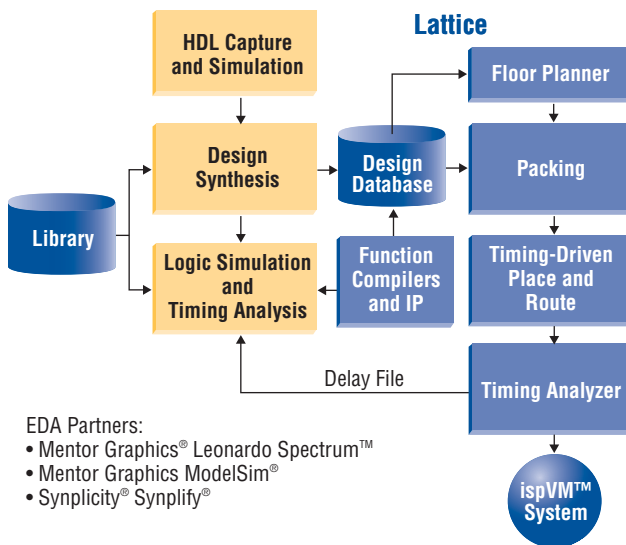 Lattice
HDL Capture
and Simulation
Floor Planner
Design
Synthesis
Design
Database
Packing
Library
Logic Simulation
and
Timing Analysis
Function
Compilers
and IP
Timing-Driven
Place and
Route
Delay File
Timing Analyzer
EDA Partners:
• Mentor Graphics® Leonardo Spectrum™
• Mentor Graphics ModelSim®
• Synplicity® Synplify®
ispVM™
System